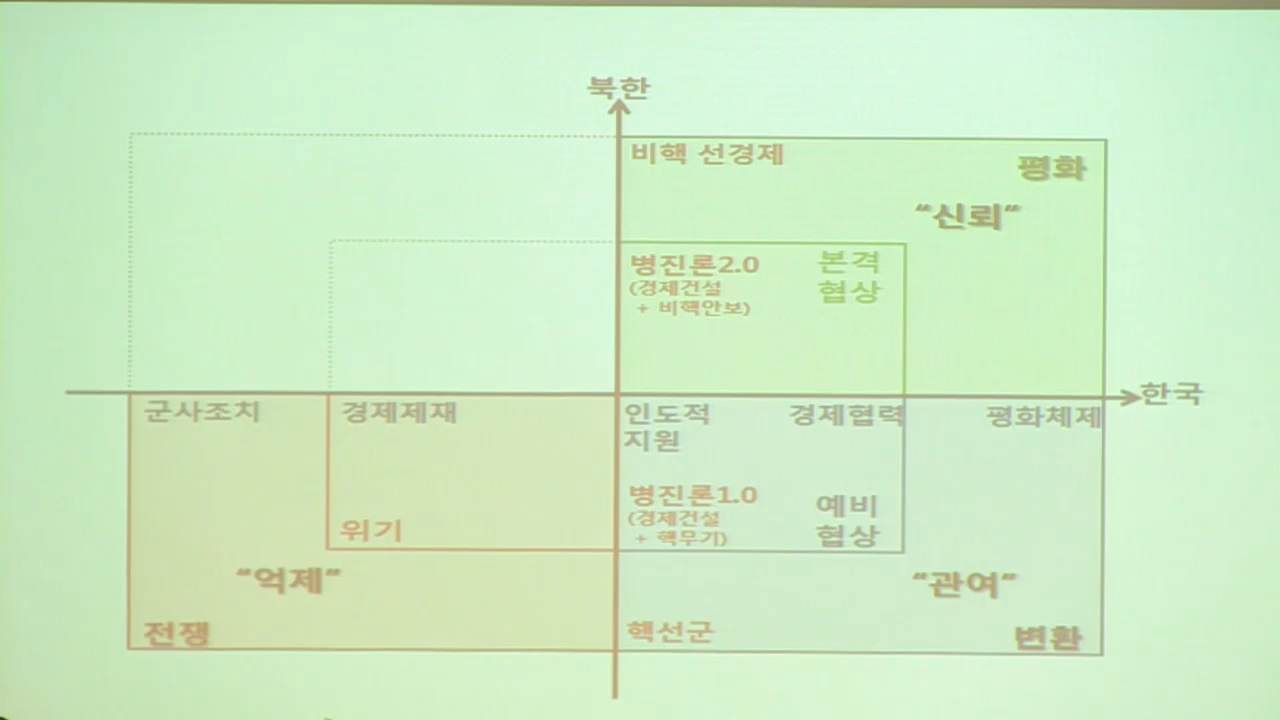 북한
비핵 선경제
평화
“신뢰”
병진론2.0
(경제건설
+ 비핵안보)
본격
협상
한국
군사조치
경제제재
인도적
지원
경제협력
평화체제
병진론1.0
(경제건설
+ 핵무기)
예비
협상
위기
“억제”
“관여”
전쟁
핵선군
변환